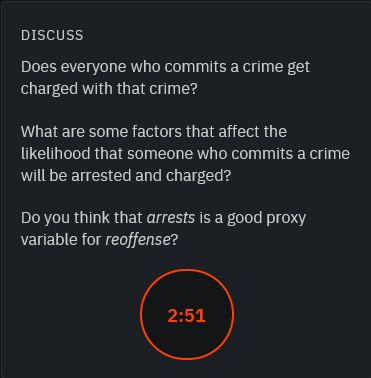 DISCUSS
Does everyone who commits a crime get
charged with that crime?
What are some factors that affect the
likelihood that someone who commits a crime
will be arrested and charged?
Do you think that arrests is a good proxy
variable for reoffense?
2:51